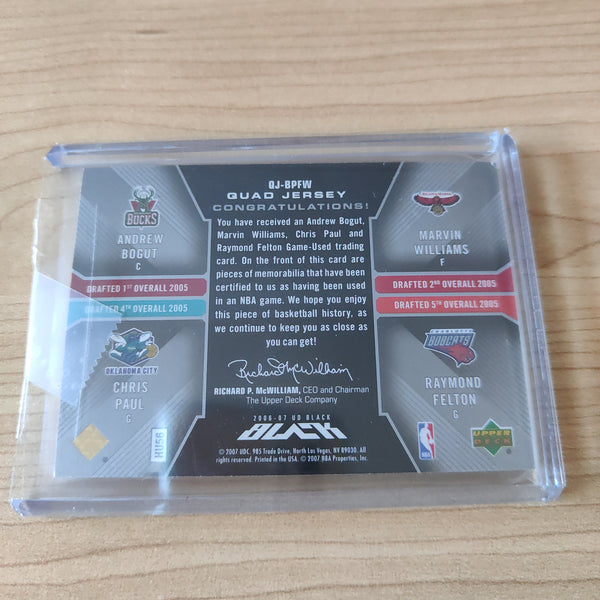 QJ-BPFW
QUAD JERSEY
CONGRATULATIONS!
You have received an Andrew Bogut,
Marvin Williams, Chris Paul and
Raymond Felton Game-Used trading
card. On the front of this card are
pieces of memorabilia that have been
certified to us as having been used
in an NBA game. We hope you enjoy
this piece of basketball history, as
we continue to keep you as close as
you can get!
Richard P. McWilliam
RICHARD P. McWILLIAM, CEO and Chairman
The Upper Deck Company
2006-07 UD BLACK
BLACK
© 2007 UDC. 985 Trade Drive, North Las Vegas, NV 89030. All
rights reserved. Printed in the USA. © 2007 NBA Properties, Inc.
BUCKS
ANDREW
BOGUT
C
DRAFTED 1ST OVERALL 2005
DRAFTED 4TH OVERALL 2005
OKLAHOMA CITY
CHRIS
PAUL
G
HU56
MARVIN
WILLIAMS
F
DRAFTED 2ND OVERALL 2005
DRAFTED 5TH OVERALL 2005
CHARLOTTE
BOBCATS
RAYMOND
FELTON
G
NBA
UPPER
DECK